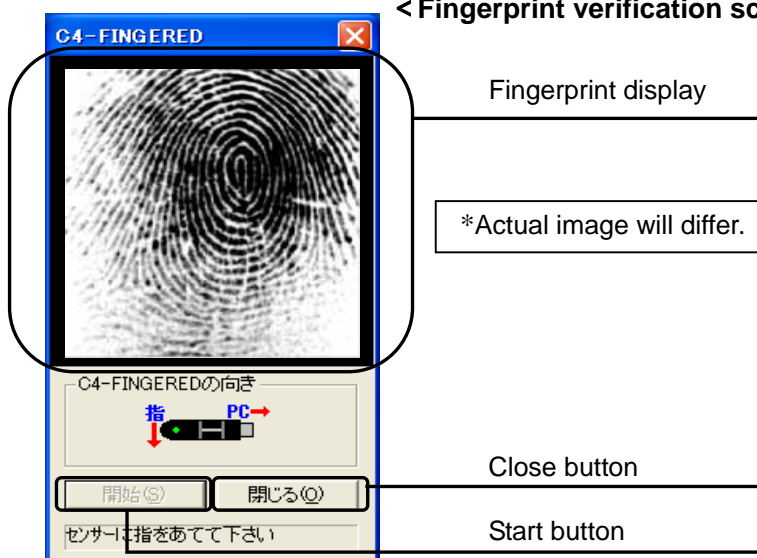 <Fingerprint verification sc
C4-FINGERED
Fingerprint display
*Actual image will differ.
C4-FINGEREDの向き
指 PC→
Close button
開始(S) 閉じる(O)
Start button
センサーに指をあてて下さい